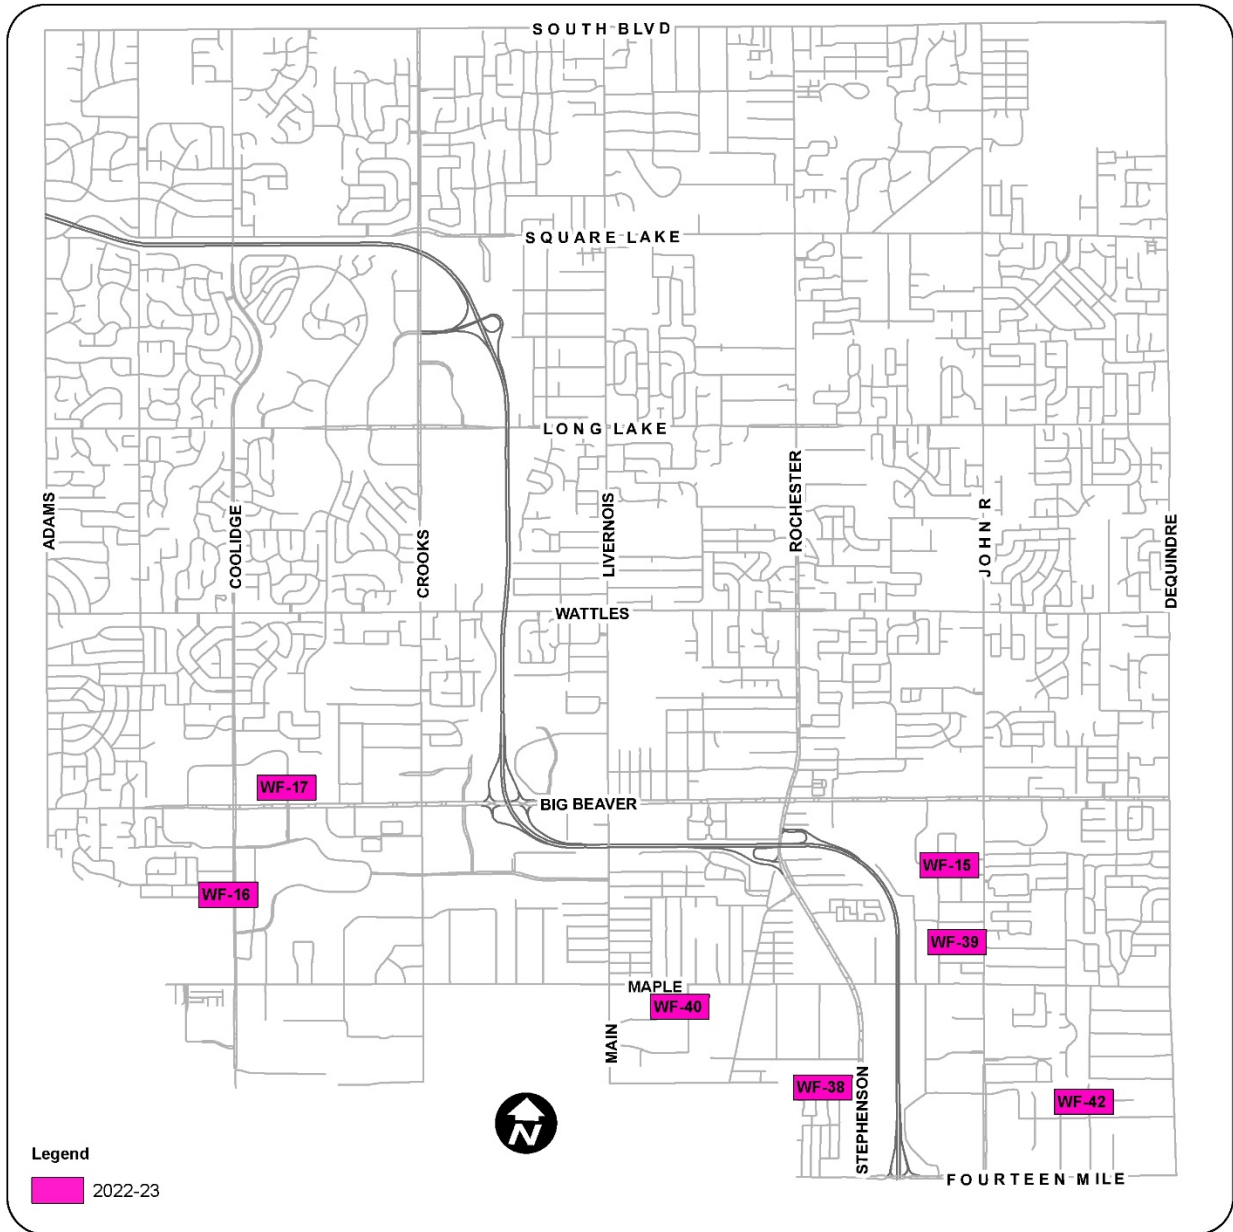 SOUTH BLVD
SQUARE LAKE
LONG LAKE
ADAMS
COOLIDGE
CROOKS
LIVERNOIS
ROCHESTER
JOHN R
DEQUINDRE
WATTLES
WF-17
BIG BEAVER
WF-15
WF-16
WF-39
MAPLE
WF-40
MAIN
WF-38
STEPHENSON
WF-42
N
FOURTEEN MILE
Legend
2022-23